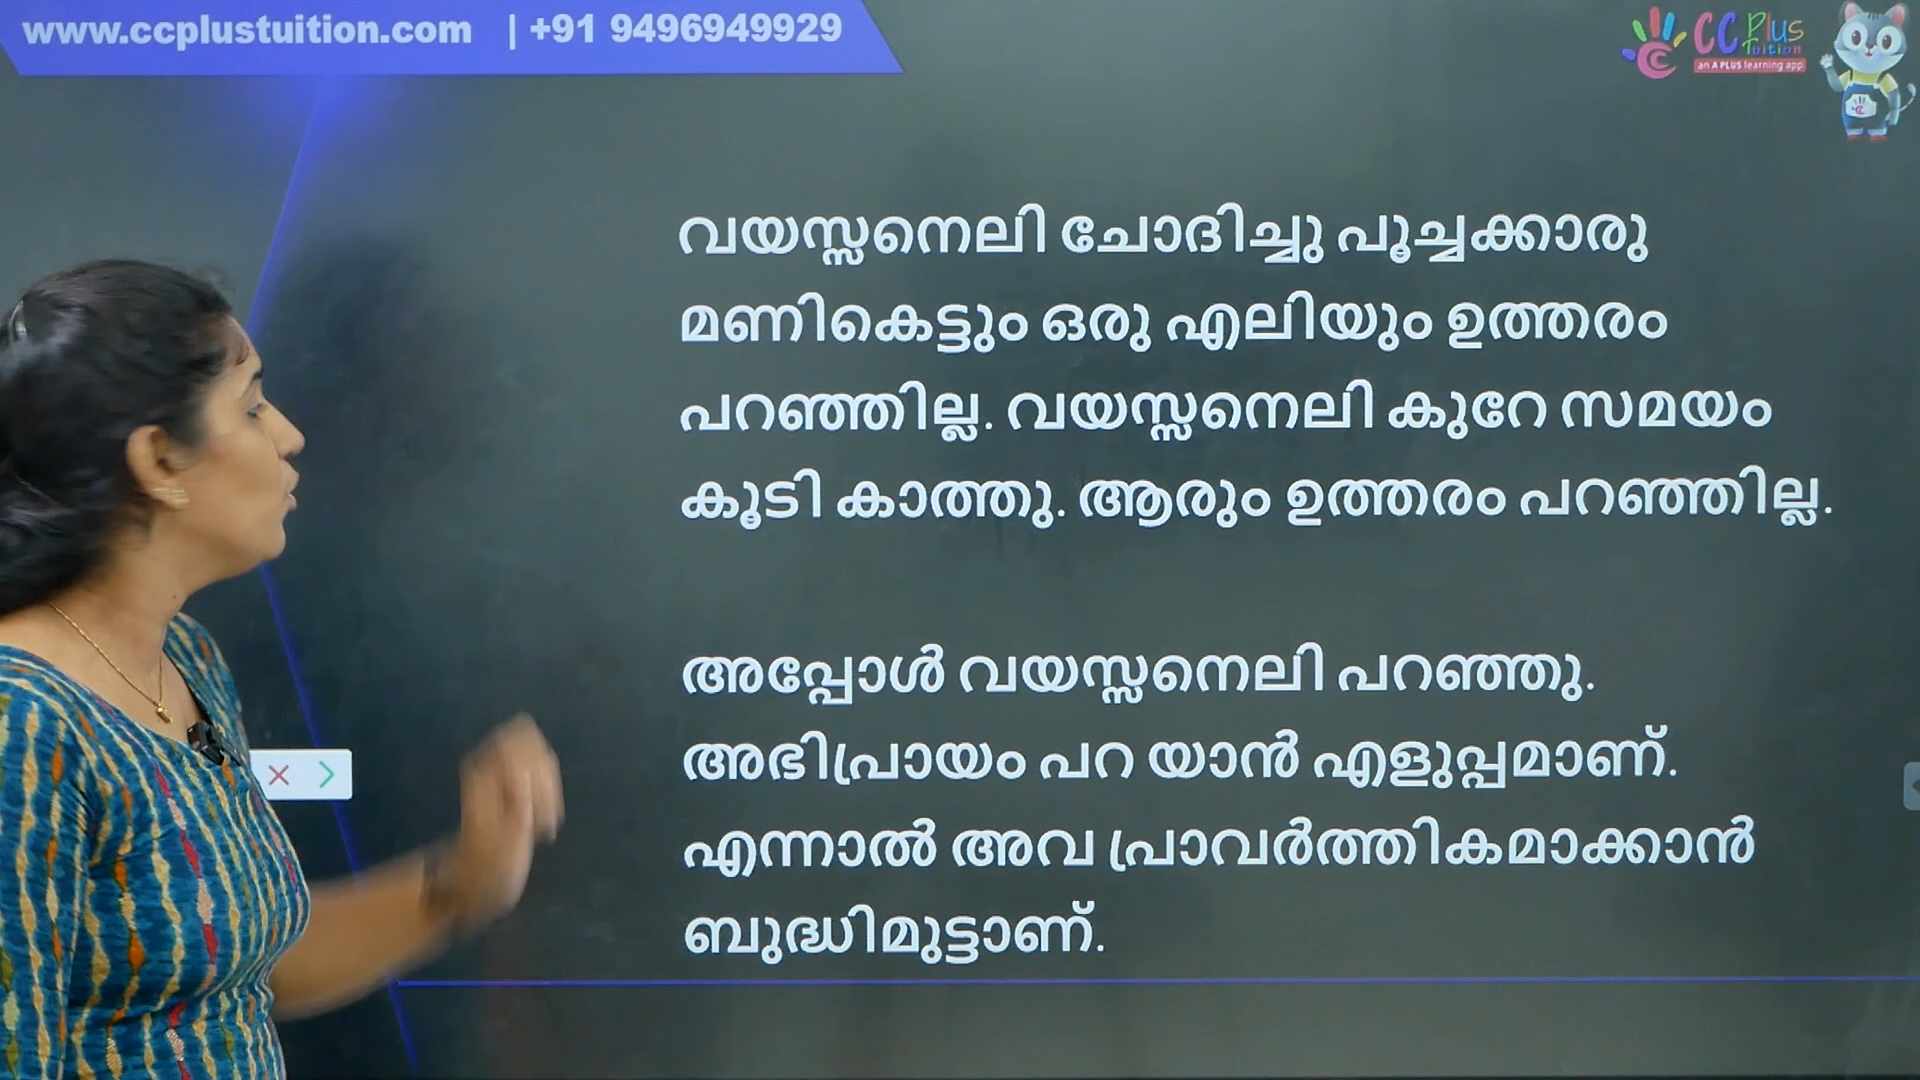 www.ccplustuition.com | +91 9496949929
CC Plus
Tuition
an A PLUS learning app
വയസ്സനെലി ചോദിച്ചു പൂച്ചക്കാരു
മണികെട്ടും ഒരു എലിയും ഉത്തരം
പറഞ്ഞില്ല. വയസ്സനെലി കുറേ സമയം
കൂടി കാത്തു. ആരും ഉത്തരം പറഞ്ഞില്ല.
അപ്പോൾ വയസ്സനെലി പറഞ്ഞു.
അഭിപ്രായം പറ യാൻ എളുപ്പമാണ്.
എന്നാൽ അവ പ്രാവർത്തികമാക്കാൻ
ബുദ്ധിമുട്ടാണ്.